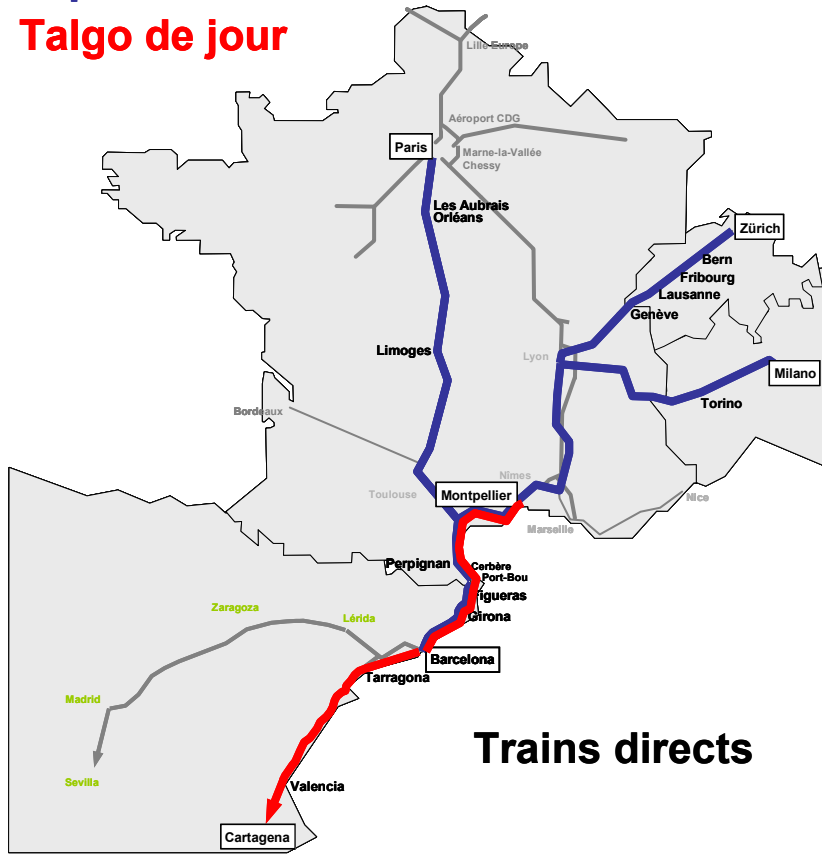 Talgo de jour
Lille Europe
Aéroport CDG
Paris
Marne-la-Vallée
Chessy
Les Aubrais
Orléans
Zürich
Bern
Fribourg
Lausanne
Genève
Limoges
Lyon
Milano
Torino
Bordeaux
Nîmes
Toulouse
Montpellier
Nice
Marseille
Perpignan
Cerbère
Port-Bou
Figueras
Girona
Zaragoza
Lérida
Barcelona
Tarragona
Madrid
Trains directs
Sevilla
Valencia
Cartagena